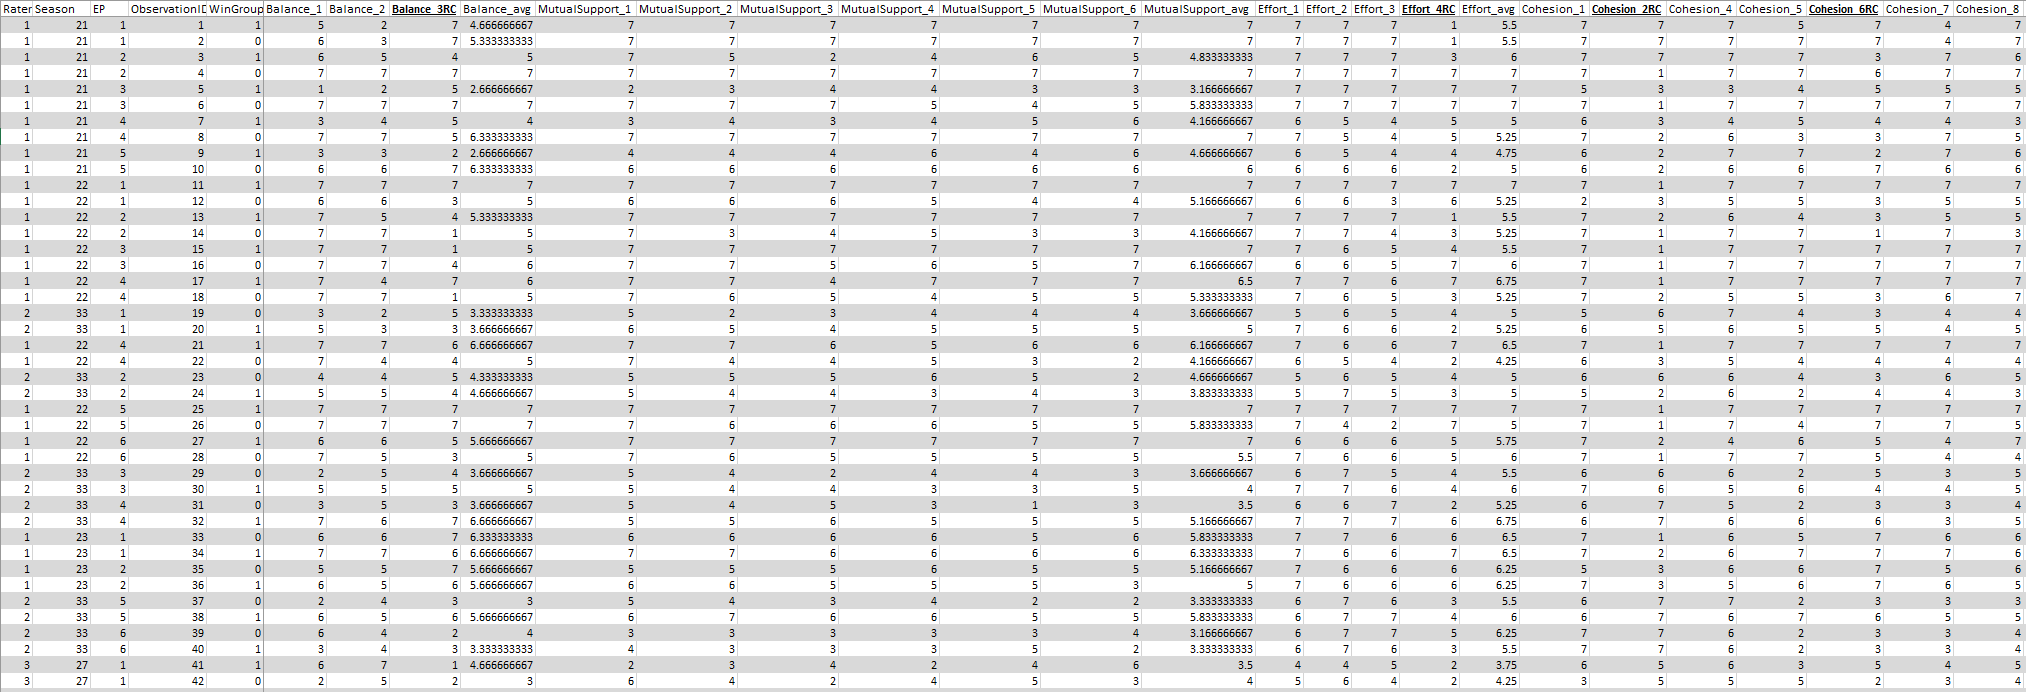 Rater Season EP ObservationID WinGroup Balance_1 Balance_2 Balance_3RC Balance_avg MutualSupport_1 MutualSupport_2 MutualSupport_3 MutualSupport_4 MutualSupport_5 MutualSupport_6 MutualSupport_avg Effort_1 Effort_2 Effort_3 Effort_4RC Effort_avg Cohesion_1 Cohesion_2RC Cohesion_4 Cohesion_5 Cohesion_6RC Cohesion_7 Cohesion_8
1 21 1 1 1 5 2 7 4.666666667 7 7 7 7 7 7 7 7 7 7 1 5.5 7 7 7 5 7 4 7
1 21 1 2 0 6 3 7 5.333333333 7 7 7 7 7 7 7 7 7 7 1 5.5 7 7 7 7 7 4 7
1 21 2 3 1 6 5 4 5 7 5 2 4 6 5 4.833333333 7 7 7 3 6 7 7 7 7 3 7 6
1 21 2 4 0 7 7 7 7 7 7 7 7 7 7 7 7 7 7 7 7 7 1 7 7 6 7 7
1 21 3 5 1 1 2 5 2.666666667 2 3 4 4 3 3 3.166666667 7 7 7 7 7 5 3 3 4 5 5 5
1 21 3 6 0 7 7 7 7 7 7 7 5 4 5 5.833333333 7 7 7 7 7 7 1 7 7 7 7 7
1 21 4 7 1 3 4 5 4 3 4 3 4 5 6 4.166666667 6 5 4 5 5 6 3 4 5 4 4 3
1 21 4 8 0 7 7 5 6.333333333 7 7 7 7 7 7 7 7 5 4 5 5.25 7 2 6 3 3 7 5
1 21 5 9 1 3 3 2 2.666666667 4 4 4 6 4 6 4.666666667 6 5 4 4 4.75 6 2 7 7 2 7 6
1 21 5 10 0 6 6 7 6.333333333 6 6 6 6 6 6 6 6 6 6 2 5 6 2 6 6 7 6 6
1 22 1 11 1 7 7 7 7 7 7 7 7 7 7 7 7 7 7 7 7 7 1 7 7 7 7 7
1 22 1 12 0 6 6 3 5 6 6 6 5 4 4 5.166666667 6 6 3 6 5.25 2 3 5 5 3 5 5
1 22 2 13 1 7 5 4 5.333333333 7 7 7 7 7 7 7 7 7 7 1 5.5 7 2 6 4 3 5 5
1 22 2 14 0 7 7 1 5 7 3 4 5 3 3 4.166666667 7 7 4 3 5.25 7 1 7 7 1 7 3
1 22 3 15 1 7 7 1 5 7 7 7 7 7 7 7 7 6 5 4 5.5 7 1 7 7 7 7 7
1 22 3 16 0 7 7 4 6 7 7 5 6 5 7 6.166666667 6 6 5 7 6 7 1 7 7 7 7 7
1 22 4 17 1 7 4 7 6 7 7 4 7 7 7 6.5 7 7 6 7 6.75 7 1 7 7 7 7 7
1 22 4 18 0 7 7 1 5 7 6 5 4 5 5 5.333333333 7 6 5 3 5.25 7 2 5 5 3 6 7
2 33 1 19 0 3 2 5 3.333333333 5 2 3 4 4 4 3.666666667 5 6 5 4 5 5 6 7 4 3 4 4
2 33 1 20 1 5 3 3 3.666666667 6 5 4 5 5 5 5 7 6 6 2 5.25 6 5 6 5 5 4 5
1 22 4 21 1 7 7 6 6.666666667 7 7 6 5 6 6 6.166666667 7 6 6 7 6.5 7 1 7 7 7 7 7
1 22 4 22 0 7 4 4 5 7 4 4 5 3 2 4.166666667 6 5 4 2 4.25 6 3 5 4 4 4 4
2 33 2 23 0 4 4 5 4.333333333 5 5 5 6 5 2 4.666666667 5 6 5 4 5 6 6 6 4 3 6 5
2 33 2 24 1 5 5 4 4.666666667 5 4 4 3 4 3 3.833333333 5 7 5 3 5 5 2 6 2 4 4 3
1 22 5 25 1 7 7 7 7 7 7 7 7 7 7 7 7 7 7 7 7 7 1 7 7 7 7 7
1 22 5 26 0 7 7 7 7 7 6 6 6 5 5 5.833333333 7 4 2 7 5 7 1 7 4 7 7 5
1 22 6 27 1 6 6 5 5.666666667 7 7 7 7 7 7 7 6 6 6 5 5.75 7 2 4 6 5 4 7
1 22 6 28 0 7 5 3 5 7 6 5 5 5 5 5.5 7 6 6 5 6 7 1 7 7 5 4 4
2 33 3 29 0 2 5 4 3.666666667 5 4 2 4 4 3 3.666666667 6 7 5 4 5.5 6 6 6 2 5 3 5
2 33 3 30 1 5 5 5 5 5 4 4 3 3 5 4 7 7 6 4 6 7 6 5 6 4 4 5
2 33 4 31 0 3 5 3 3.666666667 5 4 5 3 1 3 3.5 6 6 7 2 5.25 6 7 5 2 3 3 4
2 33 4 32 1 7 6 7 6.666666667 5 5 6 5 5 5 5.166666667 7 7 7 6 6.75 6 7 6 6 6 3 5
1 23 1 33 0 6 6 7 6.333333333 6 6 6 6 5 6 5.833333333 7 7 6 6 6.5 7 1 6 5 7 6 6
1 23 1 34 1 7 7 6 6.666666667 7 7 6 6 6 6 6.333333333 7 6 6 7 6.5 7 2 6 7 7 7 6
1 23 2 35 0 5 5 7 5.666666667 5 5 5 6 5 5 5.166666667 7 6 6 6 6.25 5 3 6 6 7 5 6
1 23 2 36 1 6 5 6 5.666666667 6 6 5 5 5 3 5 7 6 6 6 6.25 7 3 5 6 7 6 5
2 33 5 37 0 2 4 3 3 5 4 3 4 2 2 3.333333333 6 7 6 3 5.5 6 7 7 2 3 3 3
2 33 5 38 1 6 5 6 5.666666667 6 7 6 6 5 5 5.833333333 6 7 7 4 6 6 7 6 7 6 5 5
2 33 6 39 0 6 4 2 4 3 3 3 3 3 4 3.166666667 6 7 7 5 6.25 7 7 6 2 3 3 4
2 33 6 40 1 3 4 3 3.333333333 4 3 3 3 5 2 3.333333333 6 7 6 3 5.5 7 7 6 2 3 3 4
3 27 1 41 1 6 7 1 4.666666667 2 3 4 2 4 6 3.5 4 4 5 2 3.75 6 5 6 3 5 4 5
3 27 1 42 0 2 5 2 3 6 4 2 4 5 3 4 5 6 4 2 4.25 3 5 5 5 2 3 4